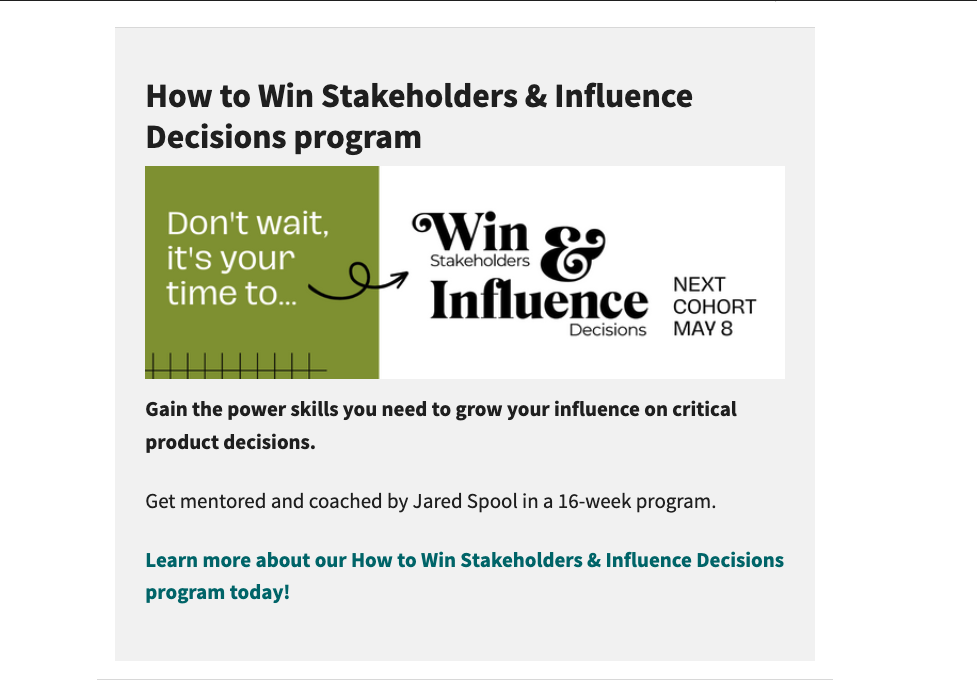 How to Win Stakeholders & Influence
Decisions program
Don't wait,
it's your
time to...
Win &
Stakeholders
Influence
Decisions
NEXT
COHORT
MAY 8
Gain the power skills you need to grow your influence on critical
product decisions.
Get mentored and coached by Jared Spool in a 16-week program.
Learn more about our How to Win Stakeholders & Influence Decisions
program today!